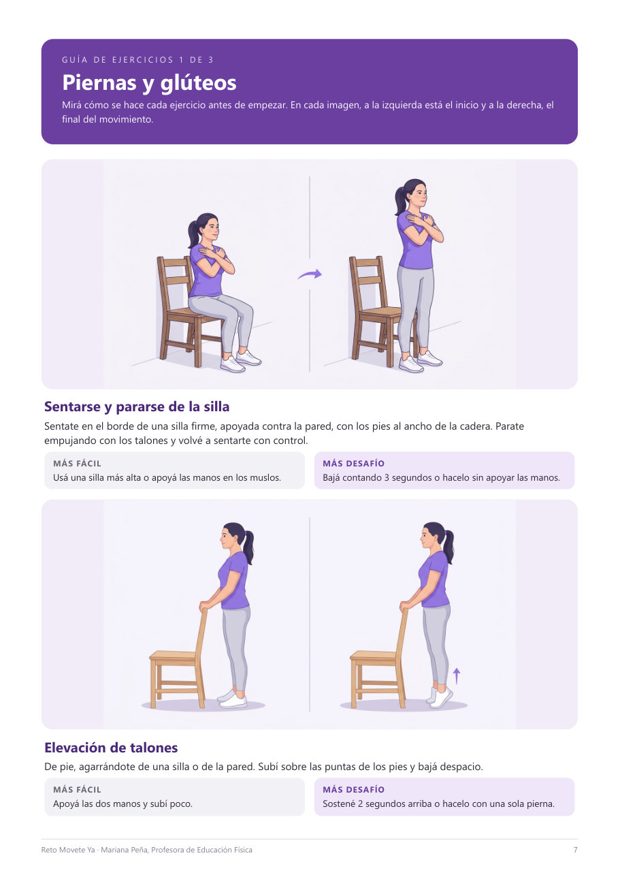 GUÍA DE EJERCICIOS 1 DE 3
Piernas y glúteos
Mirá cómo se hace cada ejercicio antes de empezar. En cada imagen, a la izquierda está el inicio y a la derecha, el
final del movimiento.
Sentarse y pararse de la silla
Sentate en el borde de una silla firme, apoyada contra la pared, con los pies al ancho de la cadera. Parate
empujando con los talones y volvé a sentarte con control.
MÁS FÁCIL
Usá una silla más alta o apoyá las manos en los muslos.
MÁS DESAFÍO
Bajá contando 3 segundos o hacelo sin apoyar las manos.
Elevación de talones
De pie, agarrándote de una silla o de la pared. Subí sobre las puntas de los pies y bajá despacio.
MÁS FÁCIL
Apoyá las dos manos y subí poco.
MÁS DESAFÍO
Sostené 2 segundos arriba o hacelo con una sola pierna.
Reto Movete Ya · Mariana Peña, Profesora de Educación Física
7